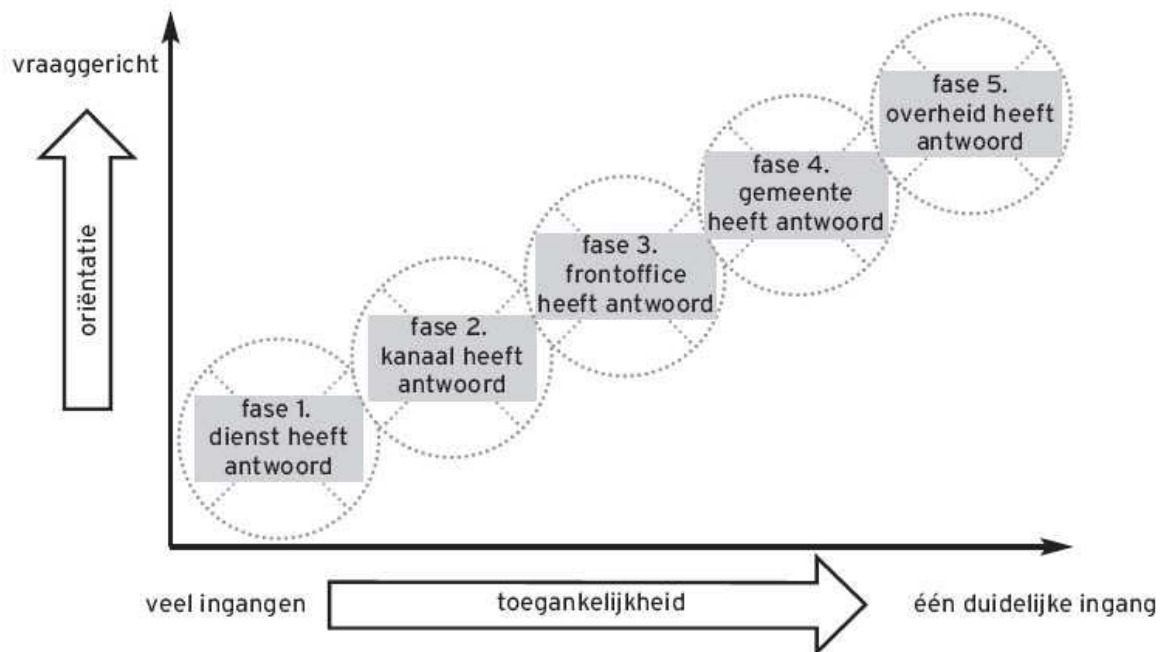 vraaggericht
oriëntatie
fase 5.
overheid heeft
antwoord
fase 4.
gemeente
heeft antwoord
fase 3.
frontoffice
heeft antwoord
fase 2.
kanaal heeft
antwoord
fase 1.
dienst heeft
antwoord
veel ingangen
toegankelijkheid
één duidelijke ingang